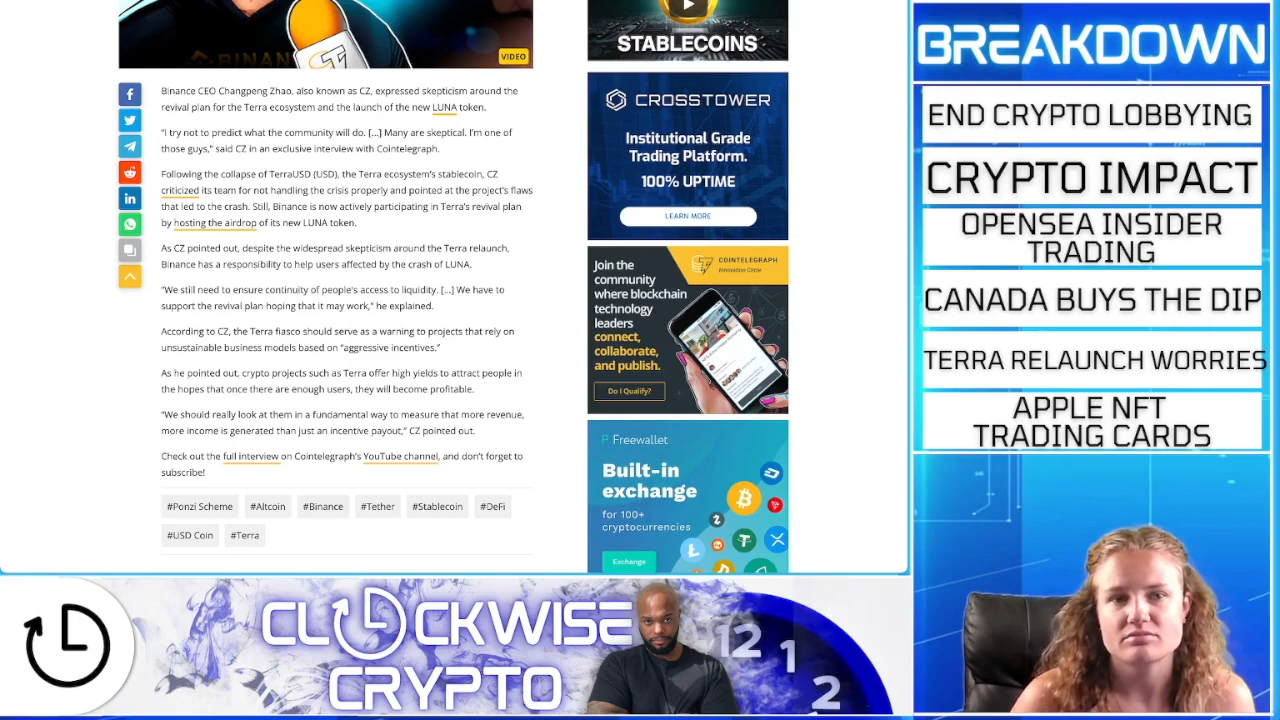 BINANCE
VIDEO
Binance CEO Changpeng Zhao, also known as CZ, expressed skepticism around the
revival plan for the Terra ecosystem and the launch of the new LUNA token.
“I try not to predict what the community will do. [...] Many are skeptical. I’m one of
those guys,” said CZ in an exclusive interview with Cointelegraph.
Following the collapse of TerraUSD (USD), the Terra ecosystem’s stablecoin, CZ
criticized its team for not handling the crisis properly and pointed at the project’s flaws
that led to the crash. Still, Binance is now actively participating in Terra’s revival plan
by hosting the airdrop of its new LUNA token.
As CZ pointed out, despite the widespread skepticism around the Terra relaunch,
Binance has a responsibility to help users affected by the crash of LUNA.
“We still need to ensure continuity of people’s access to liquidity. [...] We have to
support the revival plan hoping that it may work,” he explained.
According to CZ, the Terra fiasco should serve as a warning to projects that rely on
unsustainable business models based on “aggressive incentives.”
As he pointed out, crypto projects such as Terra offer high yields to attract people in
the hopes that once there are enough users, they will become profitable.
“We should really look at them in a fundamental way to measure that more revenue,
more income is generated than just an incentive payout,” CZ pointed out.
Check out the full interview on Cointelegraph’s YouTube channel, and don’t forget to
subscribe!
#Ponzi Scheme #Altcoin #Binance #Tether #Stablecoin #DeFi
#USD Coin #Terra
STABLECOINS
CROSSTOWER
Institutional Grade
Trading Platform.
100% UPTIME
LEARN MORE
COINTELEGRAPH
Innovation Circle
Join the
community
where blockchain
technology
leaders
connect,
collaborate,
and publish.
Do I Qualify?
Freewallet
Built-in
exchange
for 100+
cryptocurrencies
Exchange
BREAKDOWN
END CRYPTO LOBBYING
CRYPTO IMPACT
OPENSEA INSIDER
TRADING
CANADA BUYS THE DIP
TERRA RELAUNCH WORRIES
APPLE NFT
TRADING CARDS
CLOCKWISE
CRYPTO
12
1
2